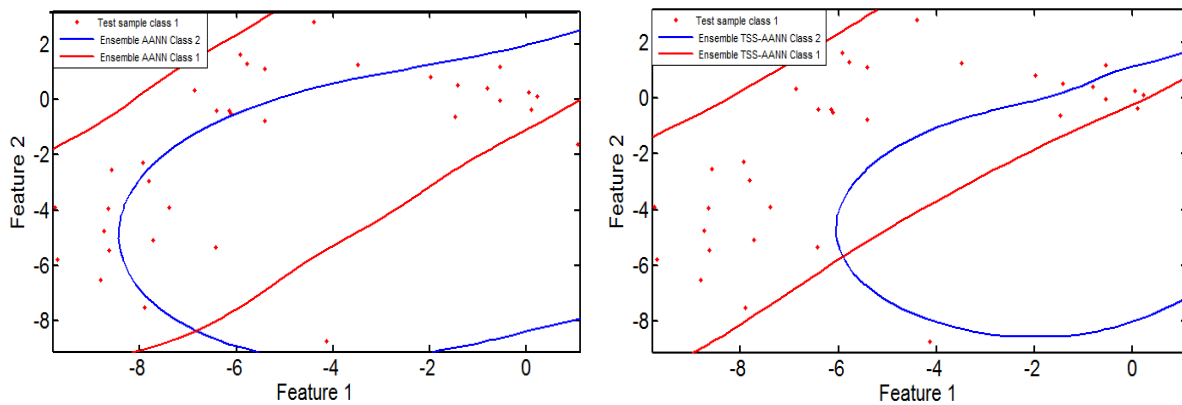 Test sample class 1
Ensemble AANN Class 2
Ensemble AANN Class 1
2
0
-2
-4
-6
-8
Feature 2
-8
-6
-4
-2
0
Feature 1
Test sample class 1
Ensemble TSS-AANN Class 2
Ensemble TSS-AANN Class 1
2
0
-2
-4
-6
-8
Feature 2
-8
-6
-4
-2
0
Feature 1